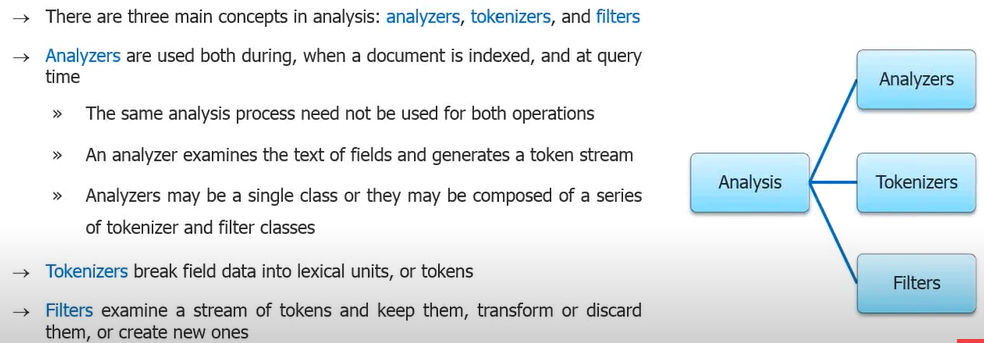 → There are three main concepts in analysis: analyzers, tokenizers, and filters
→ Analyzers are used both during, when a document is indexed, and at query
time
» The same analysis process need not be used for both operations
» An analyzer examines the text of fields and generates a token stream
» Analyzers may be a single class or they may be composed of a series
of tokenizer and filter classes
→ Tokenizers break field data into lexical units, or tokens
→ Filters examine a stream of tokens and keep them, transform or discard
them, or create new ones
Analysis
Analyzers
Tokenizers
Filters